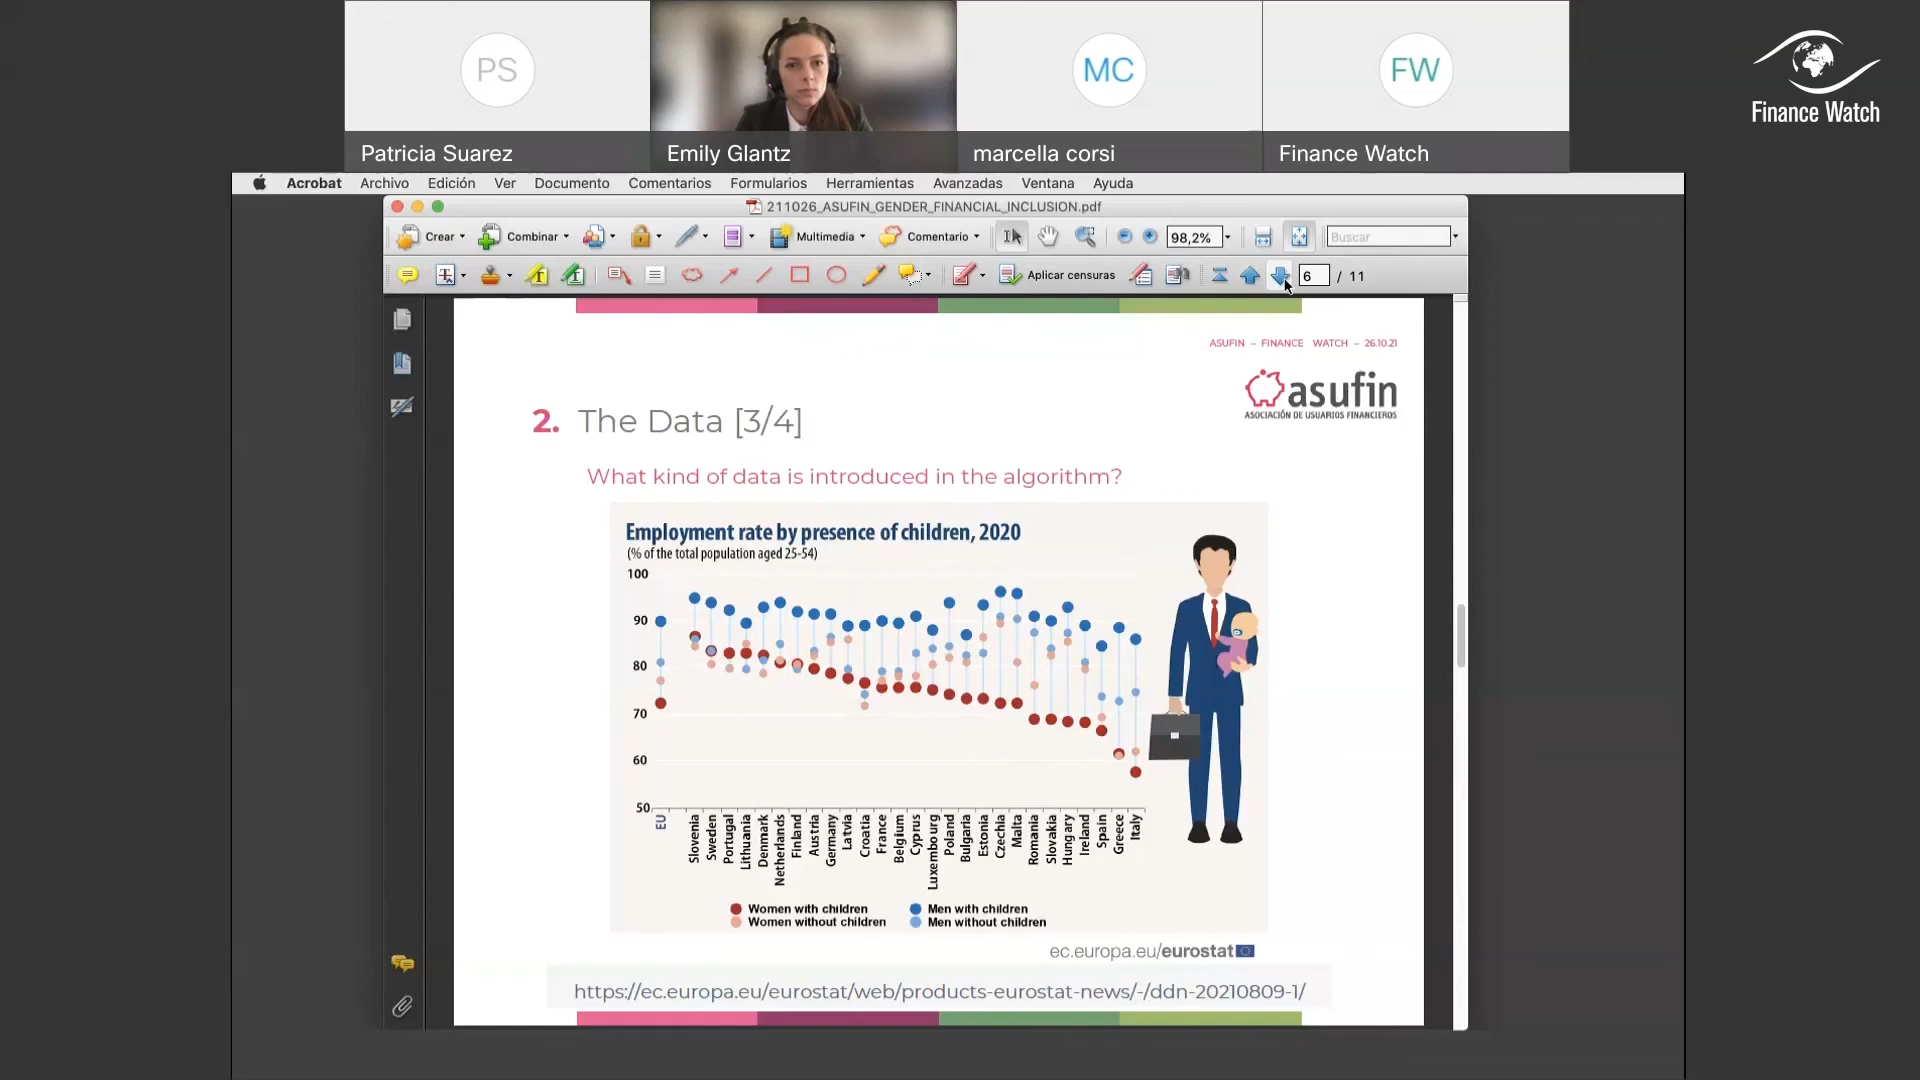 PS
MC
FW
Finance Watch
Patricia Suarez
Emily Glantz
marcella corsi
Finance Watch
Acrobat Archivo Edición Ver Documento Comentarios Formularios Herramientas Avanzadas Ventana Ayuda
211026_ASUFIN_GENDER_FINANCIAL_INCLUSION.pdf
Crear Combinar Multimedia Comentario 98,2% Buscar
Aplicar censuras 6 / 11
ASUFIN – FINANCE WATCH – 26.10.21
asufin
ASOCIACIÓN DE USUARIOS FINANCIEROS
2. The Data [3/4]
What kind of data is introduced in the algorithm?
Employment rate by presence of children, 2020
(% of the total population aged 25-54)
100
90
80
70
60
50
EU Slovenia Sweden Portugal Lithuania Denmark Netherlands Finland Austria Germany Latvia Croatia France Belgium Cyprus Luxembourg Poland Bulgaria Estonia Czechia Malta Romania Slovakia Hungary Ireland Spain Greece Italy
Women with children Men with children
Women without children Men without children
ec.europa.eu/eurostat
https://ec.europa.eu/eurostat/web/products-eurostat-news/-/ddn-20210809-1/